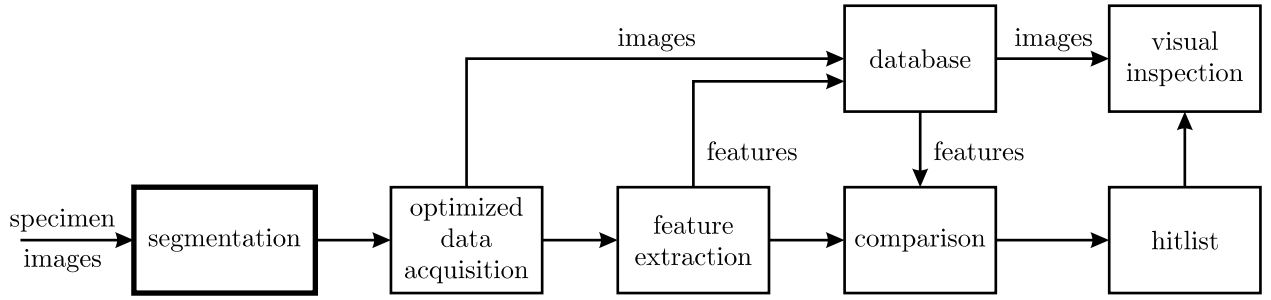 images
database
images
visual
inspection
features
features
specimen
images
segmentation
optimized
data
acquisition
feature
extraction
comparison
hitlist